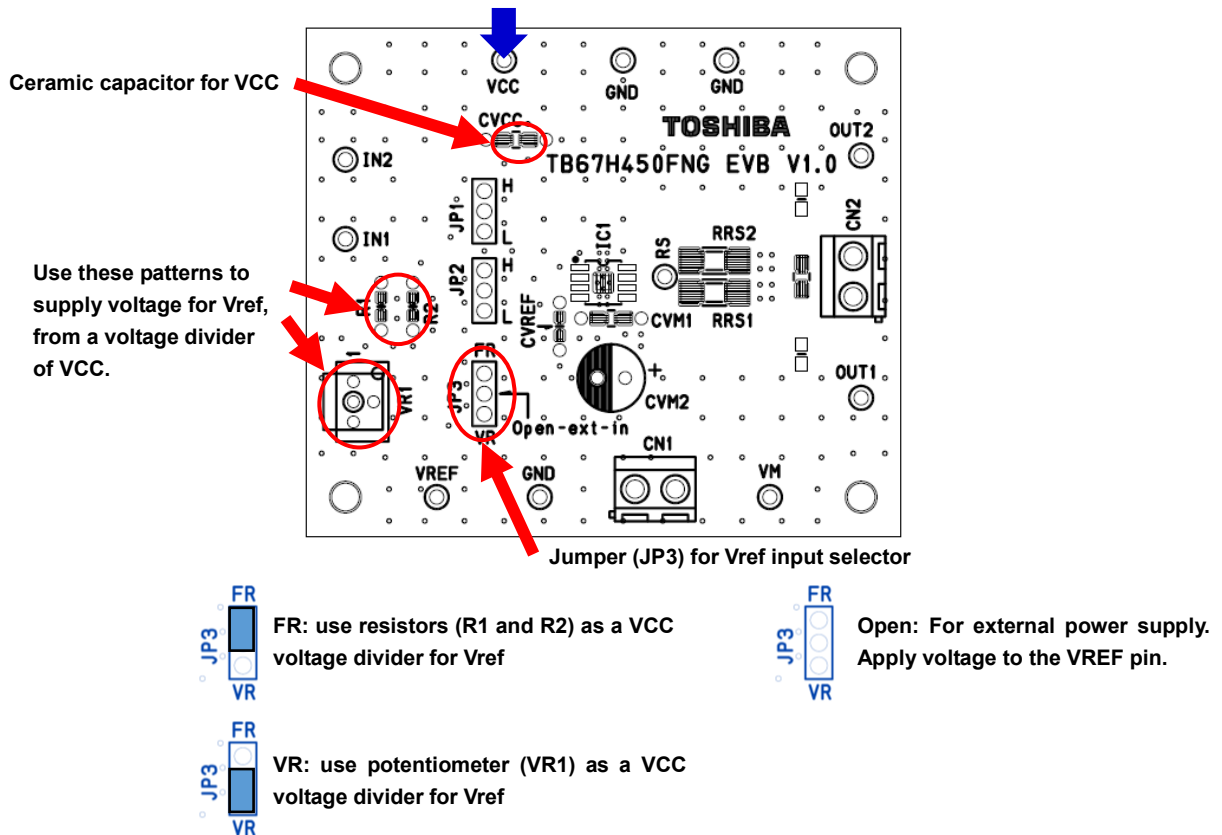 Ceramic capacitor for VCC
VCC
GND
GND
CVCC
TOSHIBA
OUT2
IN2
TB67H450FNG EVB V1.0
H
JP1
L
IN1
IC1
RS
RRS2
CN2
Use these patterns to
supply voltage for Vref,
from a voltage divider
of VCC.
H
JP2
L
R1
R2
CVREF
CVM1
RRS1
FR
JP3
VR
VR1
1
+
CVM2
OUT1
Open-ext-in
CN1
VREF
GND
VM
Jumper (JP3) for Vref input selector
FR
JP3
VR
FR: use resistors (R1 and R2) as a VCC
voltage divider for Vref
FR
JP3
VR
Open: For external power supply.
Apply voltage to the VREF pin.
FR
JP3
VR
VR: use potentiometer (VR1) as a VCC
voltage divider for Vref